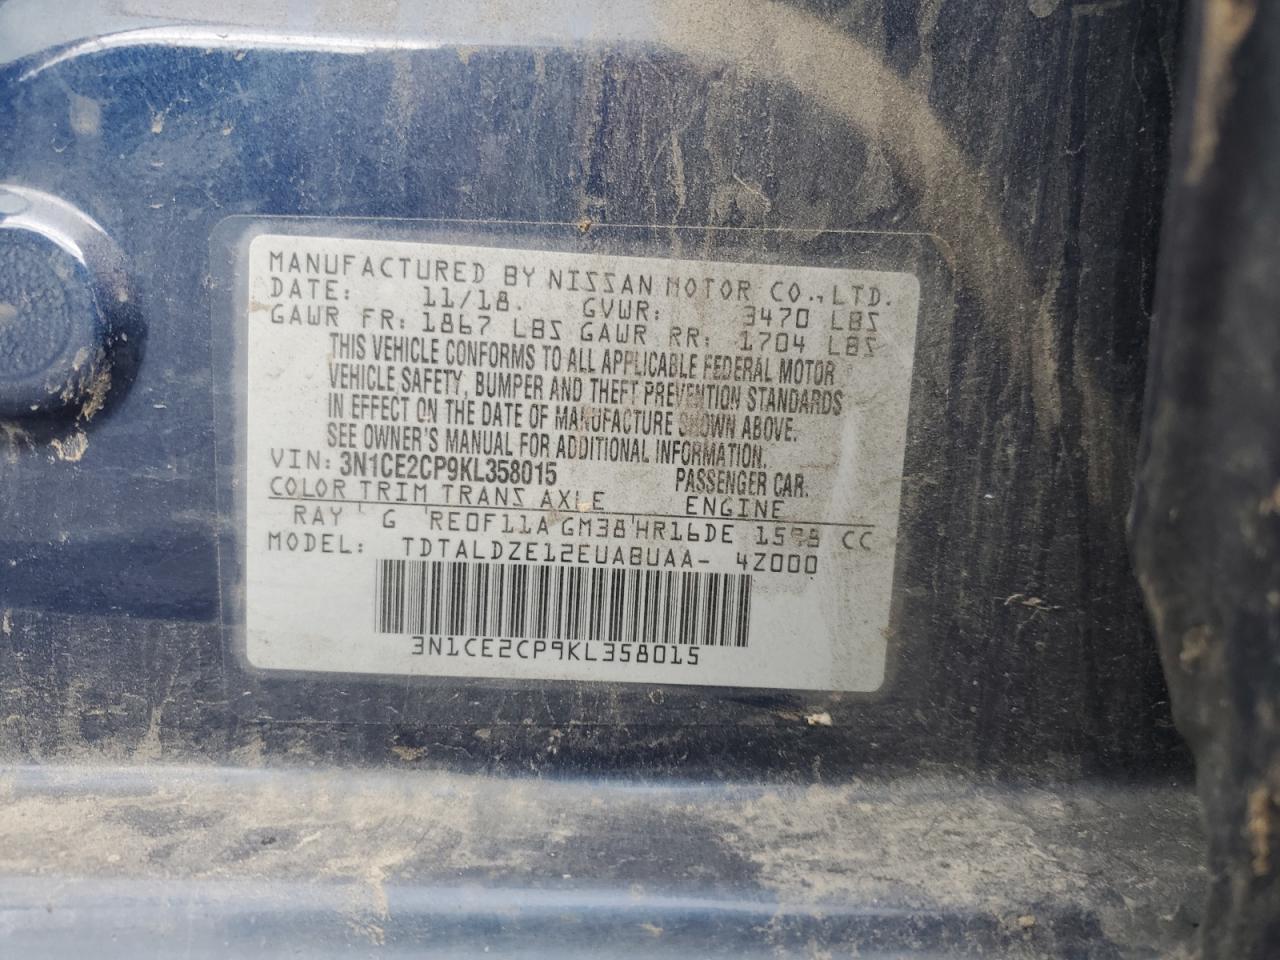 MANUFACTURED BY NISSAN MOTOR CO., LTD.
DATE: 11/18. GVWR: 3470 LBS
GAWR FR: 1867 LBS GAWR RR: 1704 LBS
THIS VEHICLE CONFORMS TO ALL APPLICABLE FEDERAL MOTOR
VEHICLE SAFETY, BUMPER AND THEFT PREVENTION STANDARDS
IN EFFECT ON THE DATE OF MANUFACTURE SHOWN ABOVE.
SEE OWNER'S MANUAL FOR ADDITIONAL INFORMATION.
VIN: 3N1CE2CP9KL358015 PASSENGER CAR.
COLOR TRIM TRANS AXLE ENGINE
RAY G RE0F11A GM38 HR16DE 1598 CC
MODEL: TDTALDZE12EUA8UAA- 4Z000
3N1CE2CP9KL358015